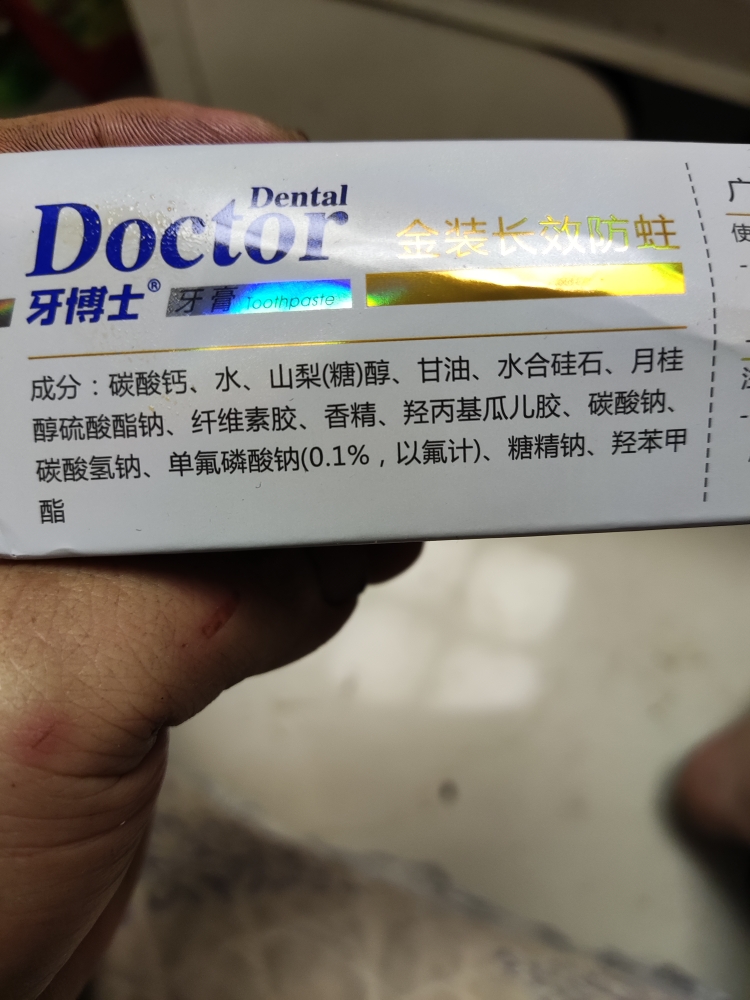 Dental
Doctor
牙博士® 牙膏 Toothpaste
金装长效防蛀
成分：碳酸钙、水、山梨(糖)醇、甘油、水合硅石、月桂
醇硫酸酯钠、纤维素胶、香精、羟丙基瓜儿胶、碳酸钠、
碳酸氢钠、单氟磷酸钠(0.1%，以氟计)、糖精钠、羟苯甲
酯
广
使
-
-